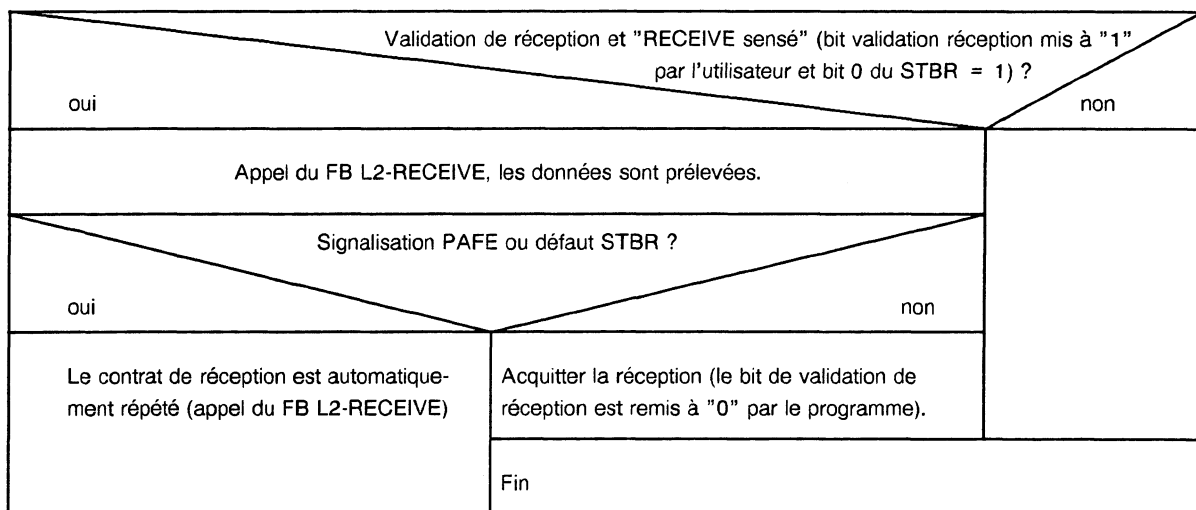 Validation de réception et "RECEIVE sensé" (bit validation réception mis à "1"
par l'utilisateur et bit 0 du STBR = 1) ?
oui
non
Appel du FB L2-RECEIVE, les données sont prélevées.
Signalisation PAFE ou défaut STBR ?
oui
non
Le contrat de réception est automatique-
ment répété (appel du FB L2-RECEIVE)
Acquitter la réception (le bit de validation de
réception est remis à "0" par le programme).
Fin